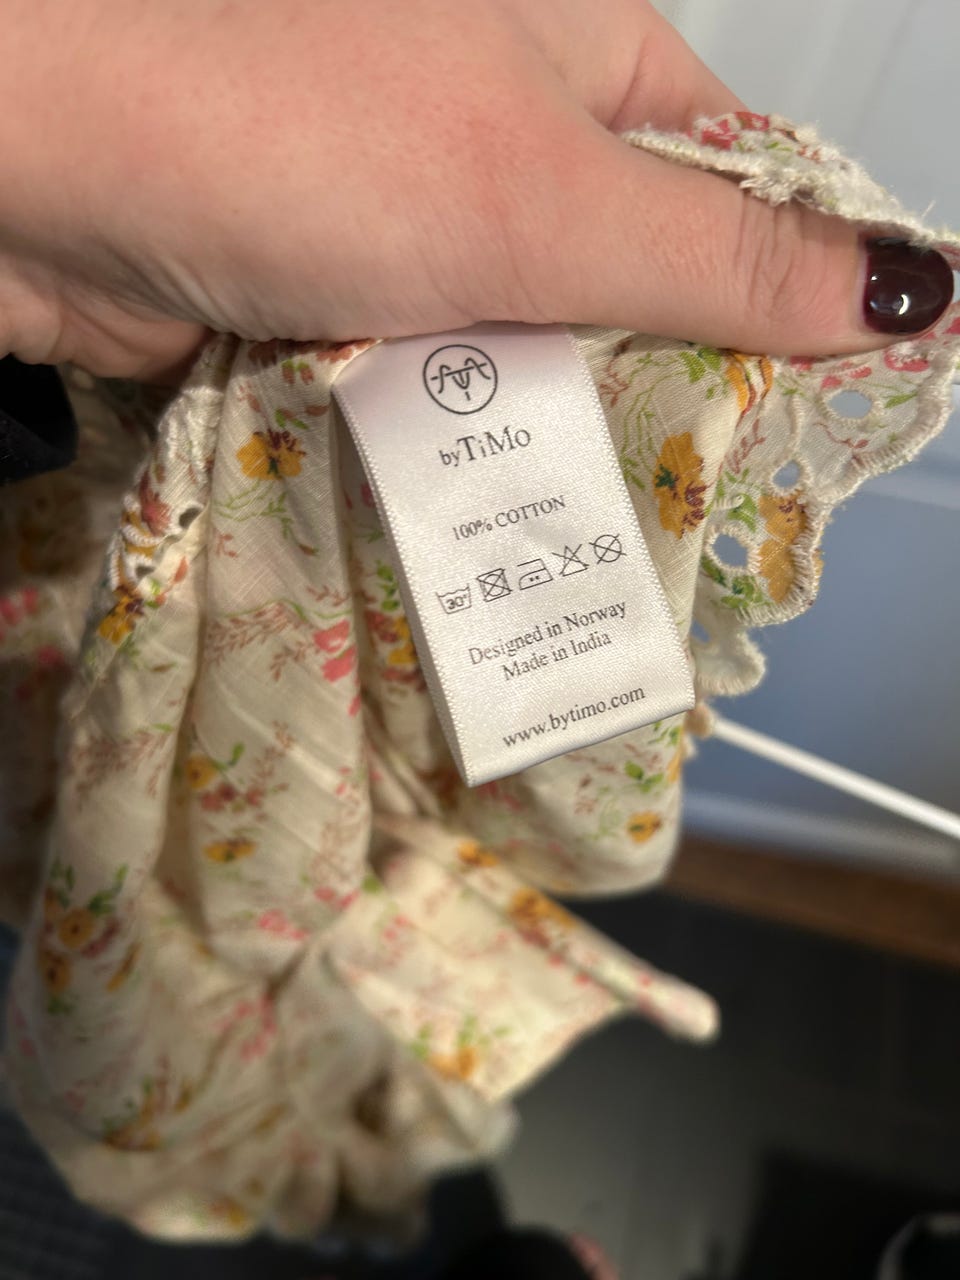 byTiMo
100% COTTON
30°
Designed in Norway
Made in India
www.bytimo.com